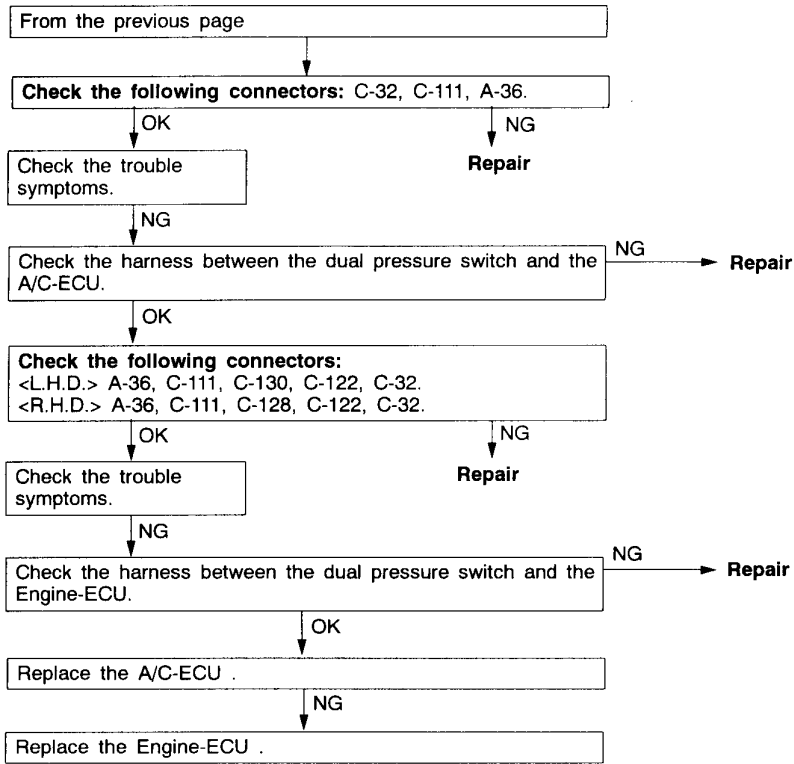 From the previous page
Check the following connectors: C-32, C-111, A-36.
OK
NG
Check the trouble
symptoms.
Repair
NG
Check the harness between the dual pressure switch and the
A/C-ECU.
NG
Repair
OK
Check the following connectors:
<L.H.D.> A-36, C-111, C-130, C-122, C-32.
<R.H.D.> A-36, C-111, C-128, C-122, C-32.
OK
NG
Check the trouble
symptoms.
Repair
NG
Check the harness between the dual pressure switch and the
Engine-ECU.
NG
Repair
OK
Replace the A/C-ECU .
NG
Replace the Engine-ECU .